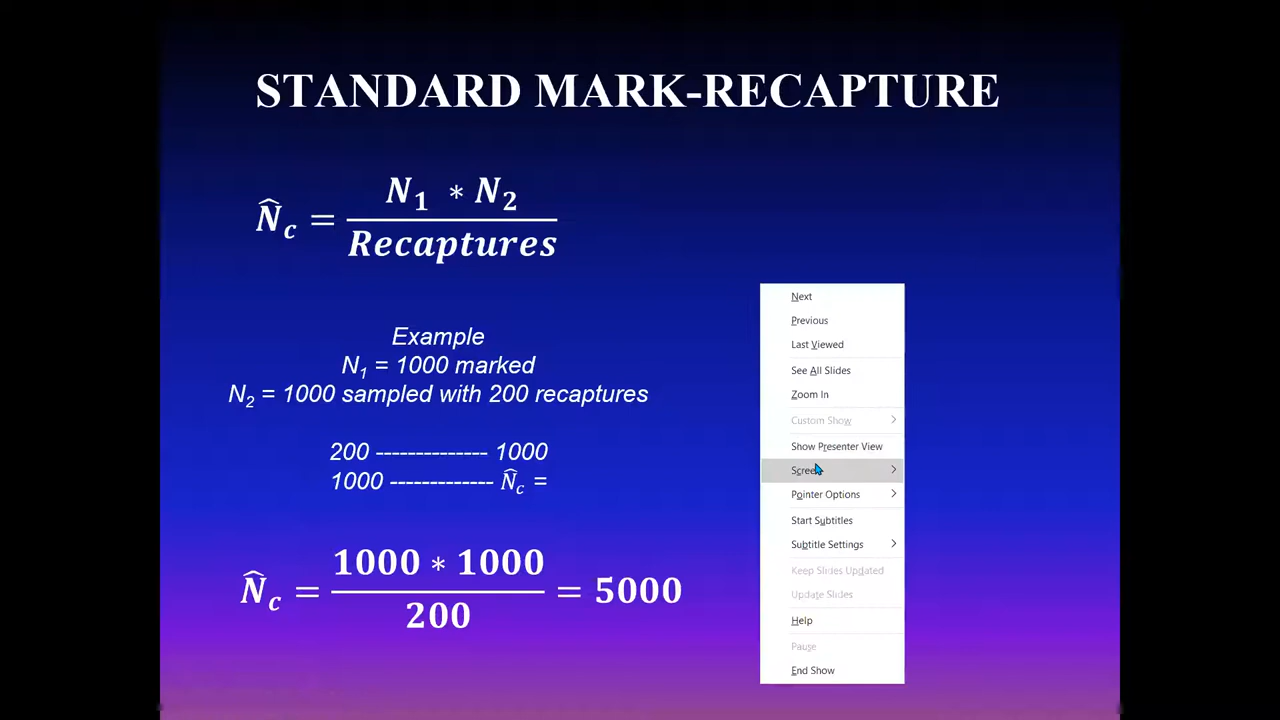 STANDARD MARK-RECAPTURE
N̂c = N1 * N2 / Recaptures
Example
N1 = 1000 marked
N2 = 1000 sampled with 200 recaptures
200 -------------- 1000
1000 ------------- N̂c =
N̂c = 1000 * 1000 / 200 = 5000
Next
Previous
Last Viewed
See All Slides
Zoom In
Custom Show
Show Presenter View
Screen
Pointer Options
Start Subtitles
Subtitle Settings
Keep Slides Updated
Update Slides
Help
Pause
End Show